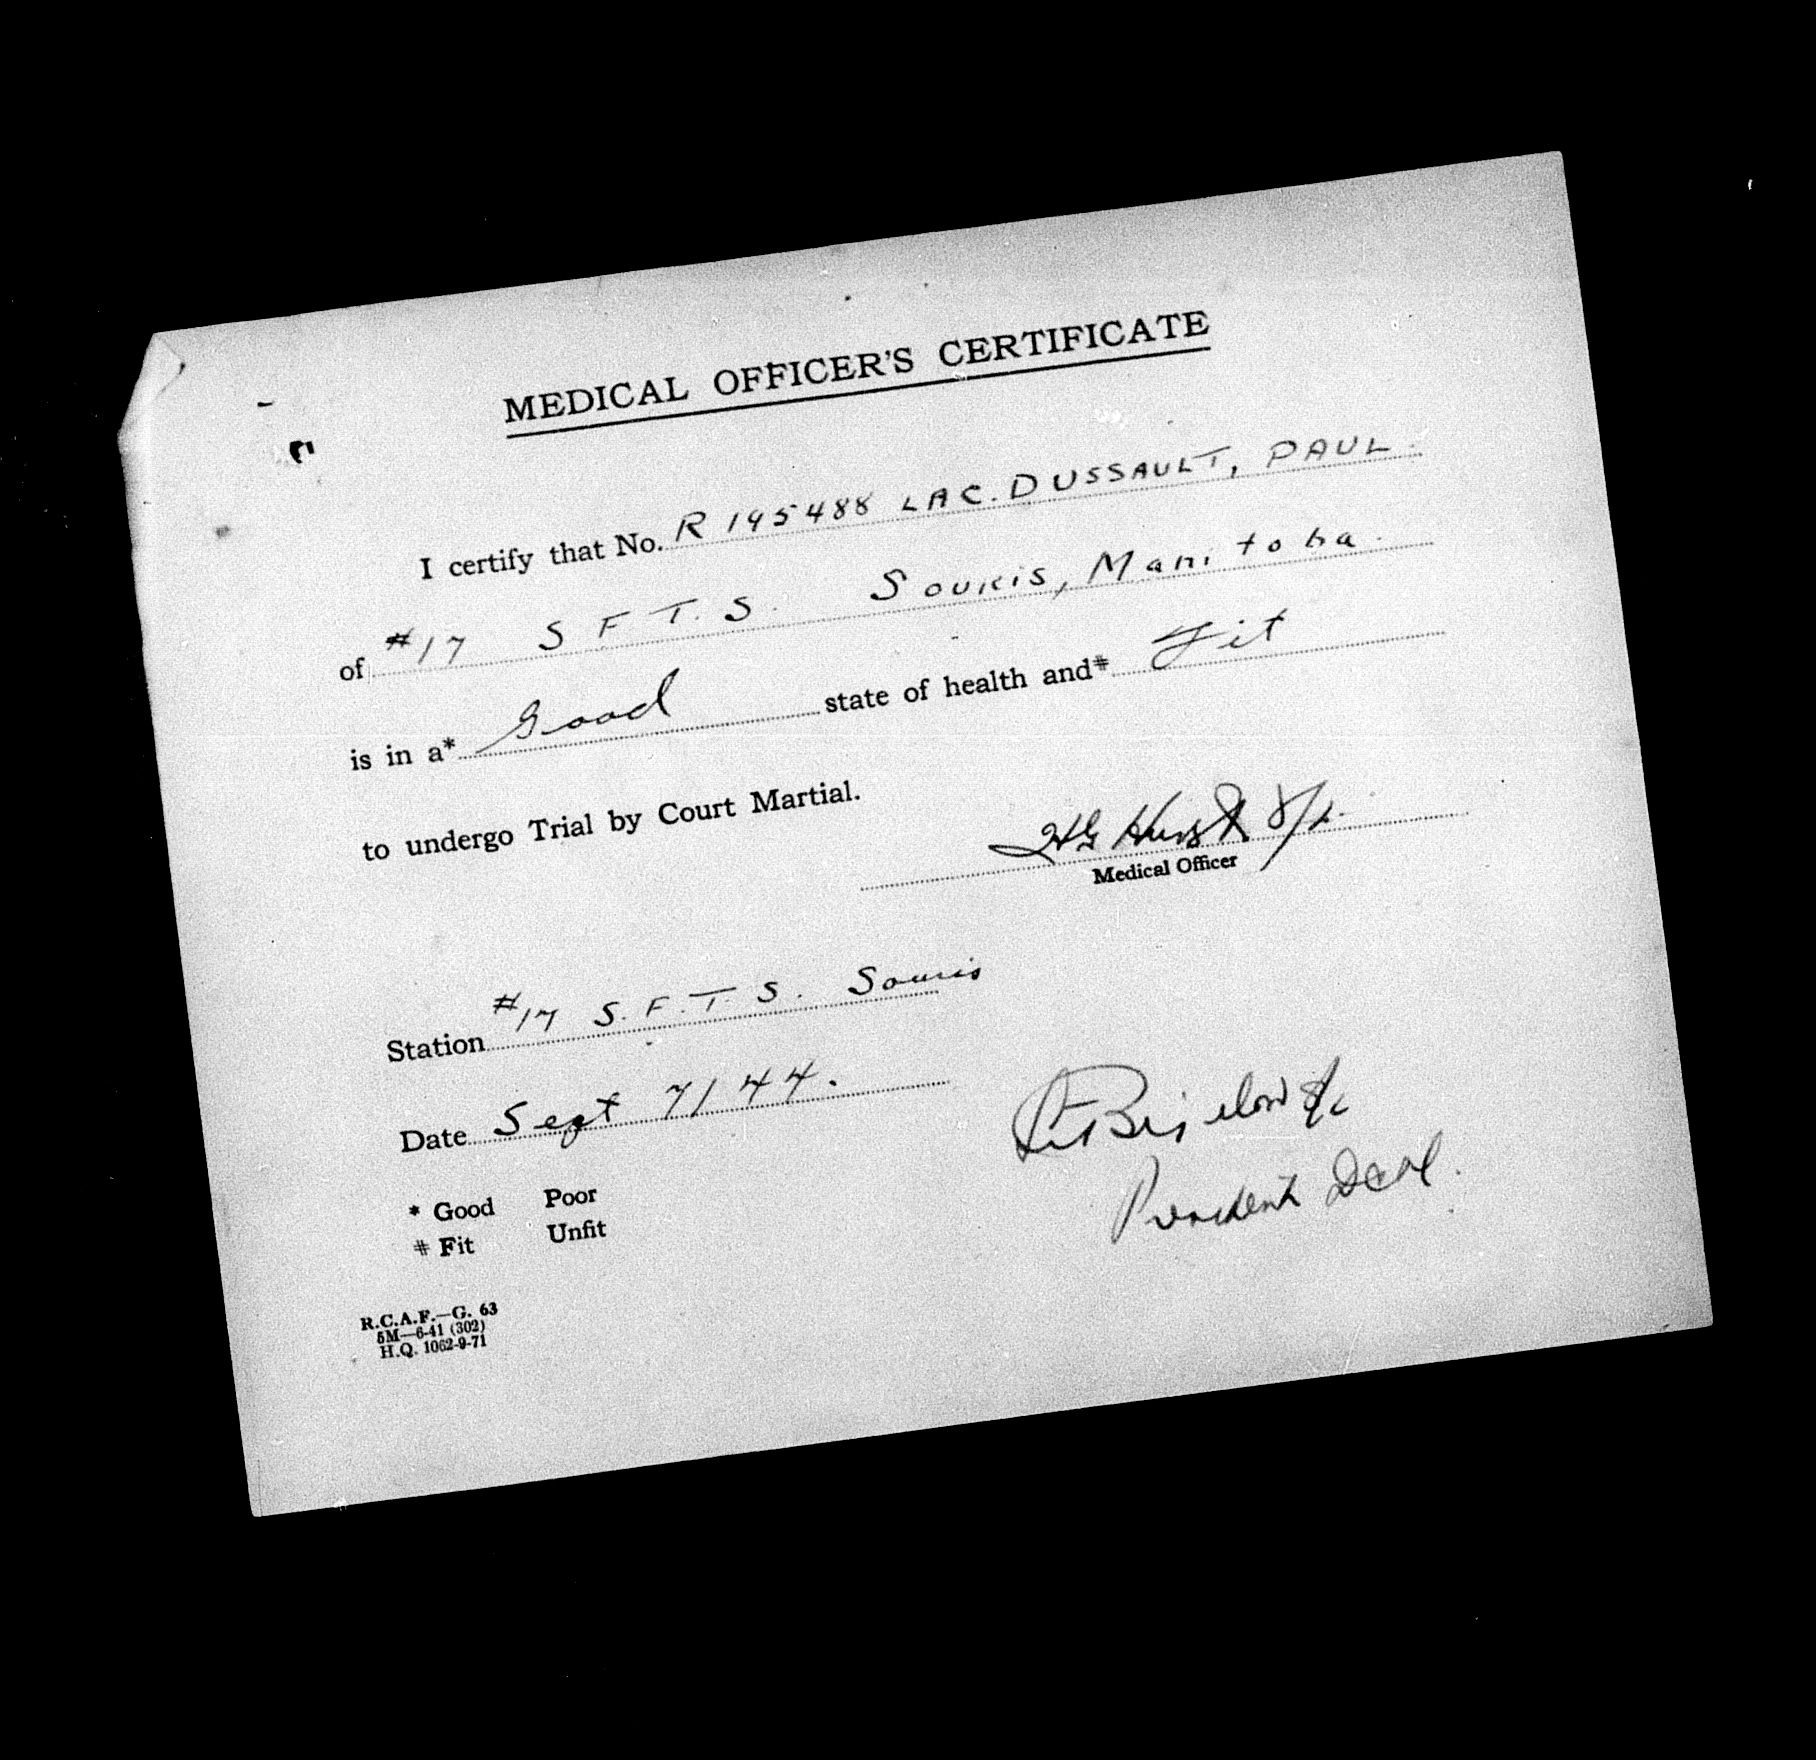 MEDICAL OFFICER'S CERTIFICATE
I certify that No. R 195488 LAC. DUSSAULT, PAUL.
of #17 S F. T. S. Souris, Manitoba.
is in a* Good state of health and# Fit
to undergo Trial by Court Martial.
HG
Medical Officer
Station #17 S. F. T. S. Souris
Date Sept 7/44.
President DCM.
* Good Poor
# Fit Unfit
R.C.A.F.—G. 63
5M—6-41 (302)
H.Q. 1062-9-71